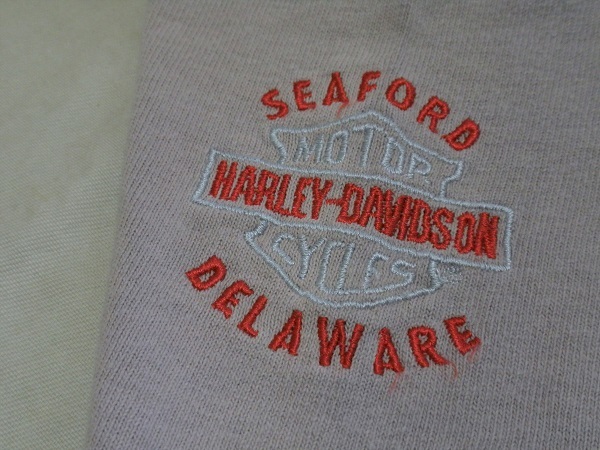 SEAFORD
MOTOR
HARLEY-DAVIDSON
CYCLES
DELAWARE